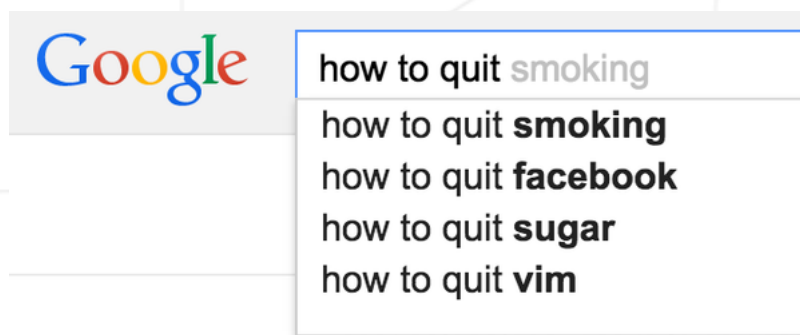 Google
how to quit smoking
how to quit smoking
how to quit facebook
how to quit sugar
how to quit vim